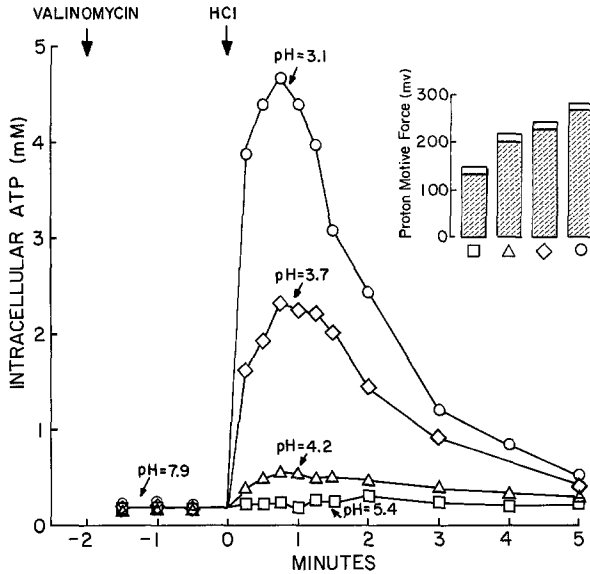 VALINOMYCIN
HCl
INTRACELLULAR ATP (mM)
5
4
3
2
1
0
pH=3.1
pH=3.7
pH=4.2
pH=5.4
pH=7.9
-2
-1
0
1
2
3
4
5
MINUTES
Proton Motive Force (mv)
300
200
100
0